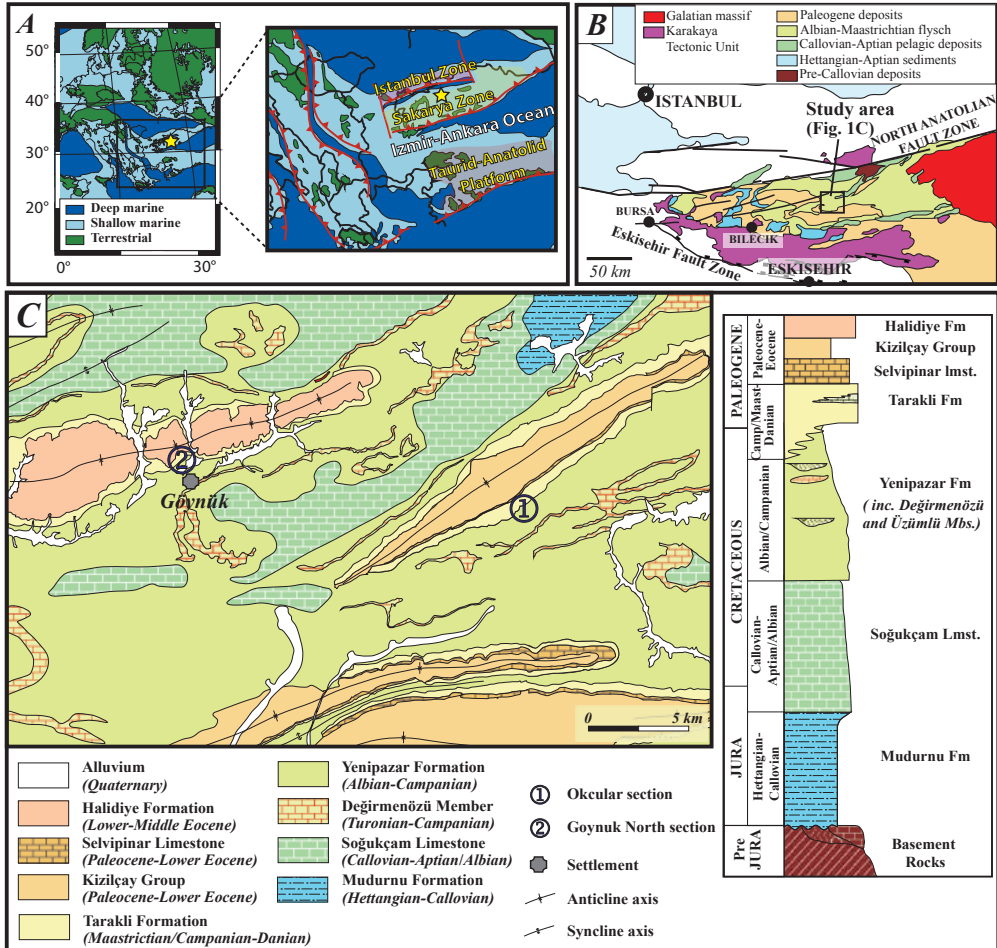 A
50°
40°
30°
20°
Deep marine
Shallow marine
Terrestrial
0°
30°
Istanbul Zone
Sakarya Zone
Izmir-Ankara Ocean
Taurid-Anatolid
Platform
B
Galatian massif
Karakaya
Tectonic Unit
Paleogene deposits
Albian-Maastrichtian flysch
Callovian-Aptian pelagic deposits
Hettangian-Aptian sediments
Pre-Callovian deposits
ISTANBUL
Study area
(Fig. 1C)
NORTH ANATOLIAN
FAULT ZONE
BURSA
BILECIK
Eskisehir Fault Zone
ESKISEHIR
50 km
C
2
Göynük
1
0
5 km
Alluvium
(Quaternary)
Halidiye Formation
(Lower-Middle Eocene)
Selvipinar Limestone
(Paleocene-Lower Eocene)
Kizilçay Group
(Paleocene-Lower Eocene)
Tarakli Formation
(Maastrictian/Campanian-Danian)
Yenipazar Formation
(Albian-Campanian)
Değirmenözü Member
(Turonian-Campanian)
Soğukçam Limestone
(Callovian-Aptian/Albian)
Mudurnu Formation
(Hettangian-Callovian)
1 Okcular section
2 Goynuk North section
Settlement
Anticline axis
Syncline axis
PALEOGENE
CRETACEOUS
JURA
Pre
JURA
Paleocene-
Eocene
Camp/Maast-
Danian
Albian/Campanian
Callovian-
Aptian/Albian
Hettangian-
Callovian
Halidiye Fm
Kizilçay Group
Selvipinar lmst.
Tarakli Fm
Yenipazar Fm
( inc. Değirmenözü
and Üzümlü Mbs.)
Soğukçam Lmst.
Mudurnu Fm
Basement
Rocks